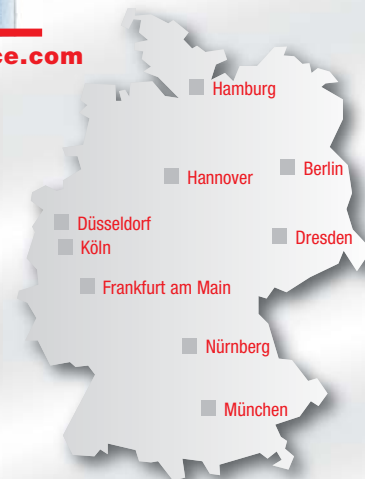 ce.com
Hamburg
Hannover
Berlin
Düsseldorf
Köln
Dresden
Frankfurt am Main
Nürnberg
München